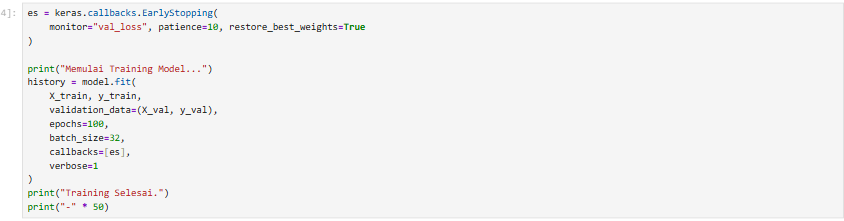 4]: es = keras.callbacks.EarlyStopping(
    monitor="val_loss", patience=10, restore_best_weights=True
)
print("Memulai Training Model...")
history = model.fit(
    X_train, y_train,
    validation_data=(X_val, y_val),
    epochs=100,
    batch_size=32,
    callbacks=[es],
    verbose=1
)
print("Training Selesai.")
print("-" * 50)